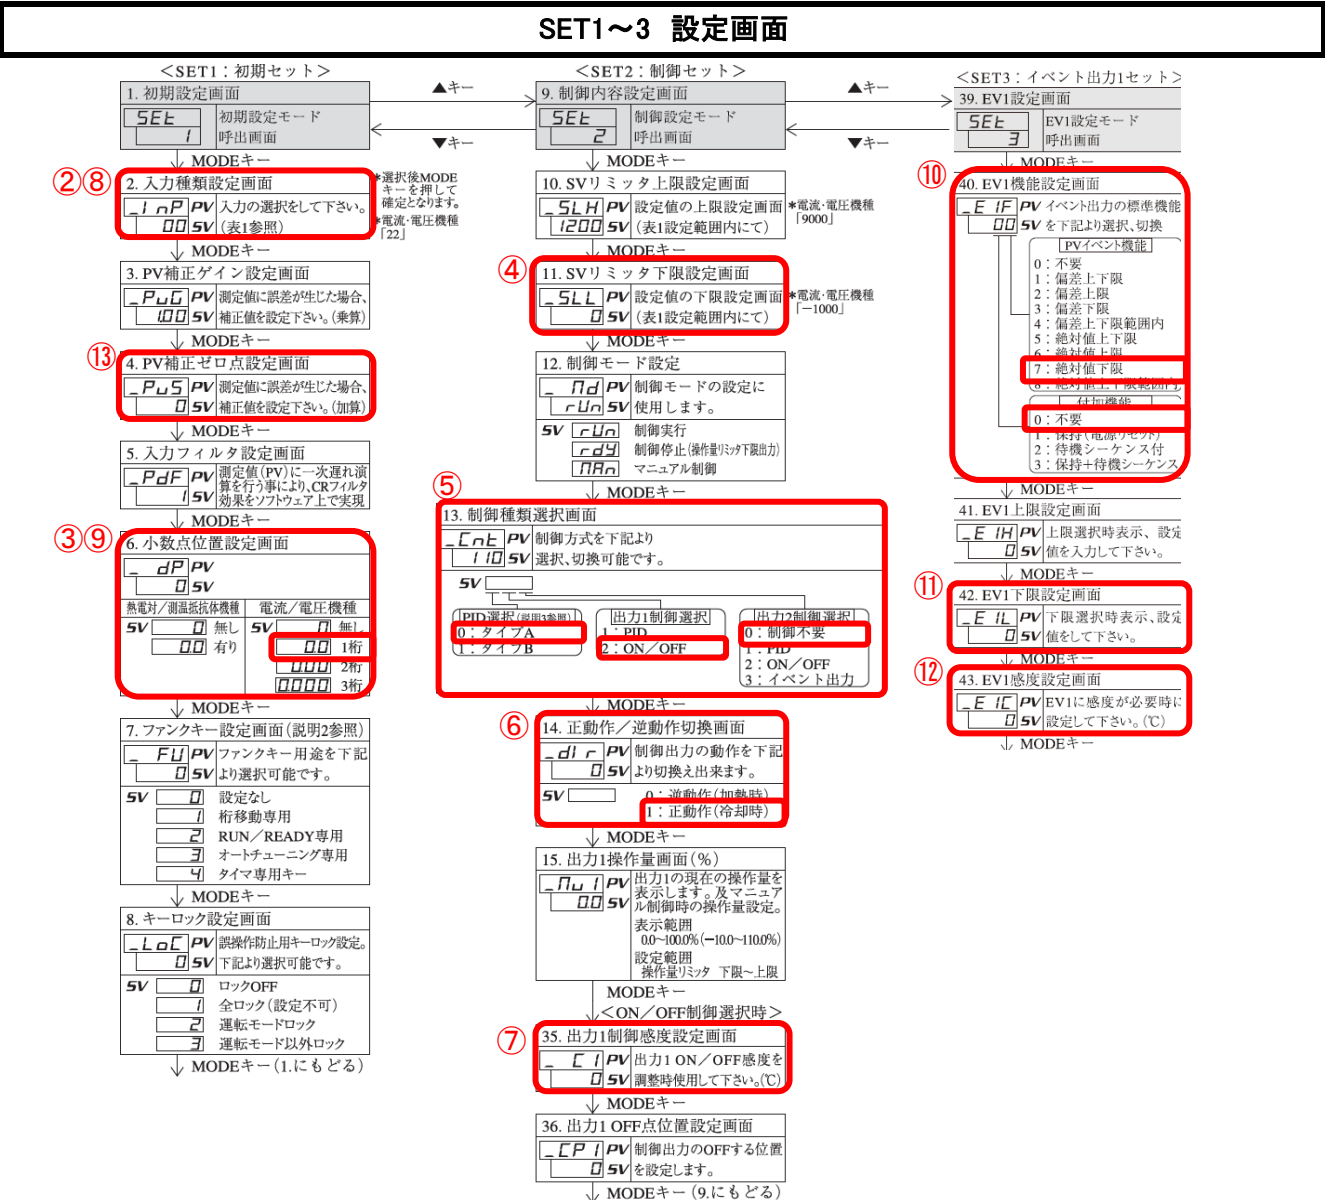 SET1～3 設定画面
＜SET1：初期セット＞
1. 初期設定画面
SEt
1
初期設定モード
呼出画面
▲キー
▼キー
MODEキー
②⑧
2. 入力種類設定画面
_InP PV 入力の選択をして下さい。
00 SV (表1参照)
*選択後MODE
キーを押して
確定となります。
*電流・電圧機種
「22」
MODEキー
3. PV補正ゲイン設定画面
_PuG PV 測定値に誤差が生じた場合、
1.00 SV 補正値を設定下さい。(乗算)
MODEキー
⑬
4. PV補正ゼロ点設定画面
_PuS PV 測定値に誤差が生じた場合、
0 SV 補正値を設定下さい。(加算)
MODEキー
5. 入力フィルタ設定画面
_PdF PV 測定値(PV)に一次遅れ演
1 SV 算を行う事により、CRフィルタ
効果をソフトウェア上で実現
MODEキー
③⑨
6. 小数点位置設定画面
_ dP PV
0 SV
熱電対／測温抵抗体機種
SV 0 無し
0.0 有り
電流／電圧機種
SV 0 無し
0.0 1桁
0.00 2桁
0.000 3桁
MODEキー
7. ファンクキー設定画面(説明2参照)
_ FU PV ファンクキー用途を下記
0 SV より選択可能です。
SV 0 設定なし
1 桁移動専用
2 RUN／READY専用
3 オートチューニング専用
4 タイマ専用キー
MODEキー
8. キーロック設定画面
_LoC PV 誤操作防止用キーロック設定。
0 SV 下記より選択可能です。
SV 0 ロックOFF
1 全ロック(設定不可)
2 運転モードロック
3 運転モード以外ロック
MODEキー(1.にもどる)
＜SET2：制御セット＞
9. 制御内容設定画面
SEt
2
制御設定モード
呼出画面
▲キー
▼キー
MODEキー
10. SVリミッタ上限設定画面
_SLH PV 設定値の上限設定画面
1200 SV (表1設定範囲内にて)
*電流・電圧機種
「9000」
MODEキー
④
11. SVリミッタ下限設定画面
_SLL PV 設定値の下限設定画面
0 SV (表1設定範囲内にて)
*電流・電圧機種
「－1000」
MODEキー
12. 制御モード設定
_ Md PV 制御モードの設定に
rUn SV 使用します。
SV rUn 制御実行
rdy 制御停止(操作量リミッタ下限出力)
MAn マニュアル制御
MODEキー
⑤
13. 制御種類選択画面
_Cnt PV 制御方式を下記より
110 SV 選択、切換可能です。
SV
PID選択(説明3参照)
0：タイプA
1：タイプB
出力1制御選択
1：PID
2：ON／OFF
出力2制御選択
0：制御不要
1：PID
2：ON／OFF
3：イベント出力
MODEキー
⑥
14. 正動作／逆動作切換画面
_dIr PV 制御出力の動作を下記
0 SV より切換え出来ます。
SV 0：逆動作(加熱時)
1：正動作(冷却時)
MODEキー
15. 出力1操作量画面(%)
_Mu1 PV 出力1の現在の操作量を
0.0 SV 表示します。及マニュア
ル制御時の操作量設定。
表示範囲
0.0~100.0%(－10.0~110.0%)
設定範囲
操作量リミッタ 下限～上限
MODEキー
＜ON／OFF制御選択時＞
⑦
35. 出力1制御感度設定画面
_ C1 PV 出力1 ON／OFF感度を
0 SV 調整時使用して下さい。(℃)
MODEキー
36. 出力1 OFF点位置設定画面
_CP1 PV 制御出力のOFFする位置
0 SV を設定します。
MODEキー(9.にもどる)
＜SET3：イベント出力1セット＞
39. EV1設定画面
SEt
3
EV1設定モード
呼出画面
MODEキー
⑩
40. EV1機能設定画面
_E1F PV イベント出力の標準機能
00 SV を下記より選択、切換
PVイベント機能
0：不要
1：偏差上下限
2：偏差上限
3：偏差下限
4：偏差上下限範囲内
5：絶対値上下限
6：絶対値上限
7：絶対値下限
8：絶対値上下限範囲内
付加機能
0：不要
1：保持(電源リセット)
2：待機シーケンス付
3：保持＋待機シーケンス
MODEキー
41. EV1上限設定画面
_E1H PV 上限選択時表示、設定
0 SV 値を入力して下さい。
MODEキー
⑪
42. EV1下限設定画面
_E1L PV 下限選択時表示、設定
0 SV 値をして下さい。
MODEキー
⑫
43. EV1感度設定画面
_E1C PV EV1に感度が必要時に
0 SV 設定して下さい。(℃)
MODEキー